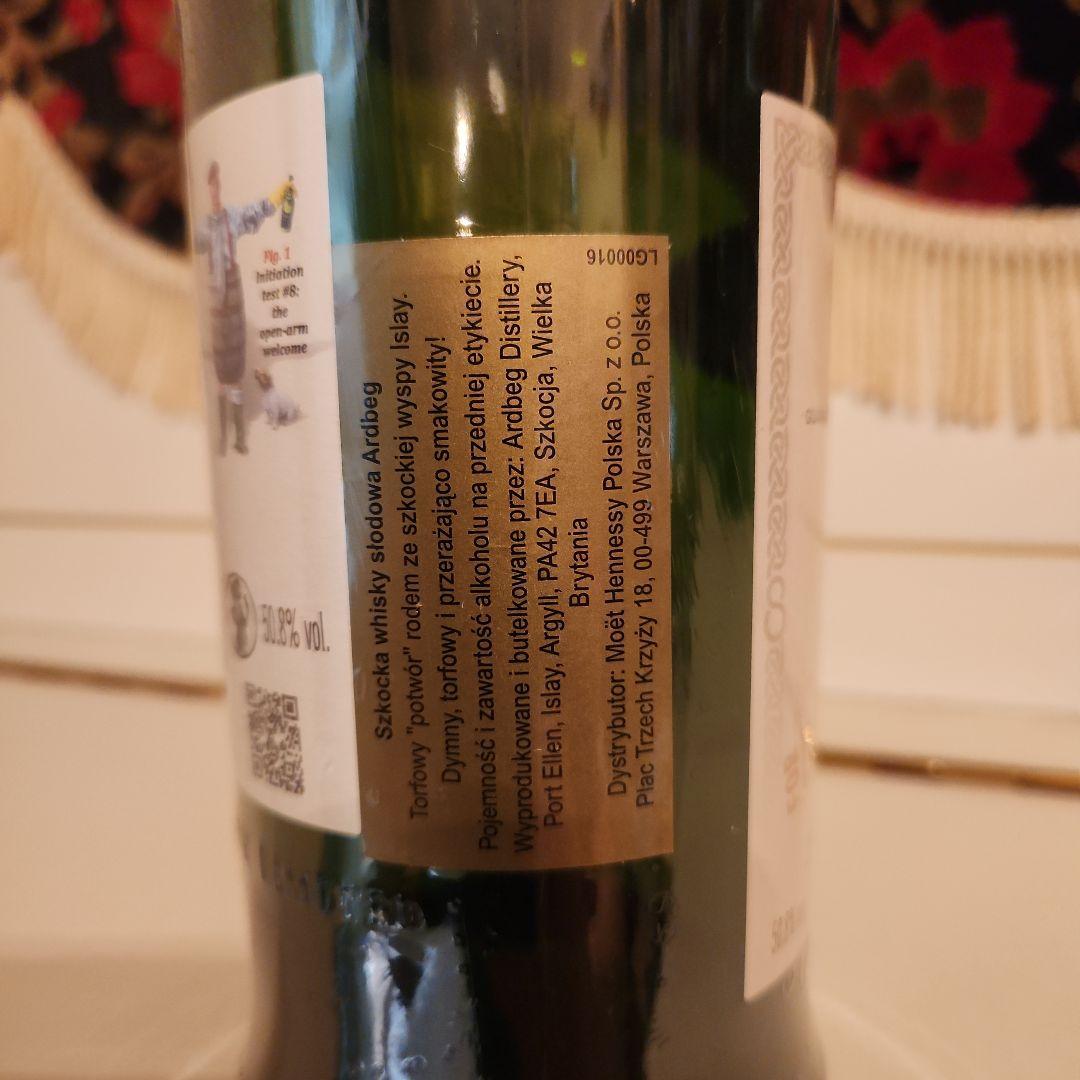 Fig. 1
Initiation
test #8:
the
open-arm
welcome
50.8% vol.
Szkocka whisky słodowa Ardbeg
Torfowy "potwór" rodem ze szkockiej wyspy Islay.
Dymny, torfowy i przerażająco smakowity!
Pojemność i zawartość alkoholu na przedniej etykiecie.
Wyprodukowane i butelkowane przez: Ardbeg Distillery,
Port Ellen, Islay, Argyll, PA42 7EA, Szkocja, Wielka
Brytania
Dystrybutor: Moët Hennessy Polska Sp. z o.o.
Plac Trzech Krzyży 18, 00-499 Warszawa, Polska
LG00016